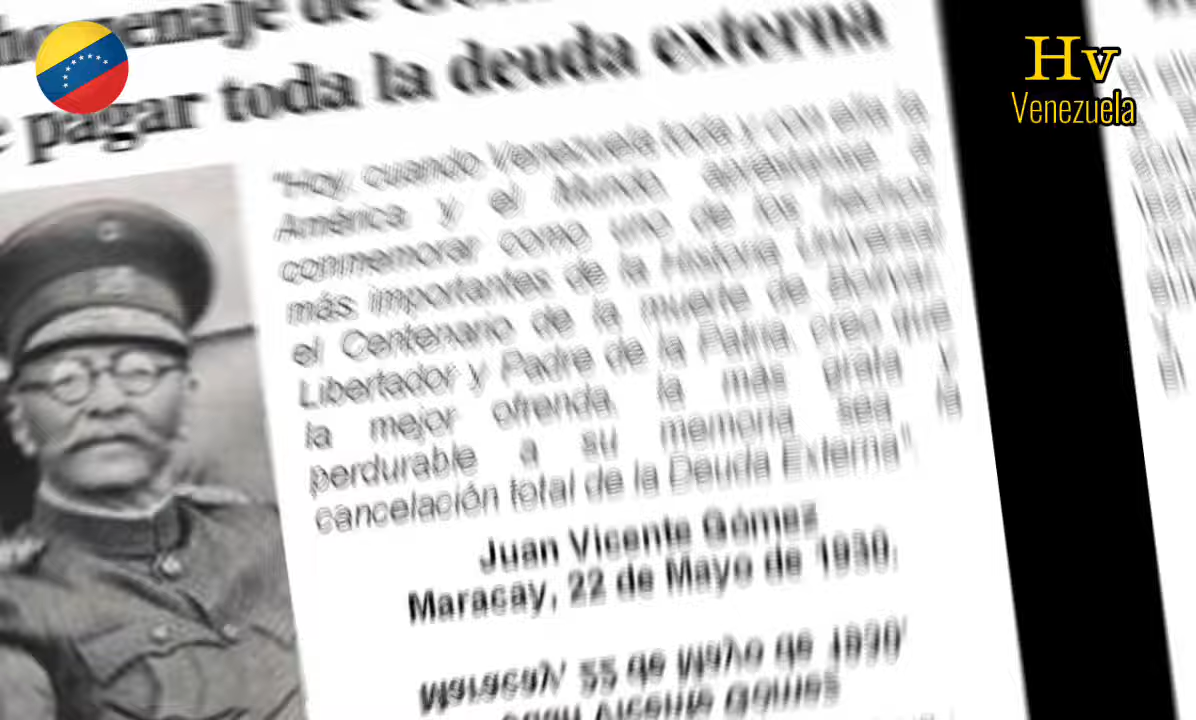 homenaje de
pagar toda la deuda externa
Hv
Venezuela
"Hoy, cuando Venezuela toda y con ella la
América y el Mundo aprestanse a
conmemorar como uno de los hechos
más importantes de la Historia Universal
el Centenario de la muerte de Bolívar,
Libertador y Padre de la Patria, creo que
la mejor ofrenda, la más grata y
perdurable a su memoria sea la
cancelación total de la Deuda Externa".
Juan Vicente Gómez
Maracay, 22 de Mayo de 1930.